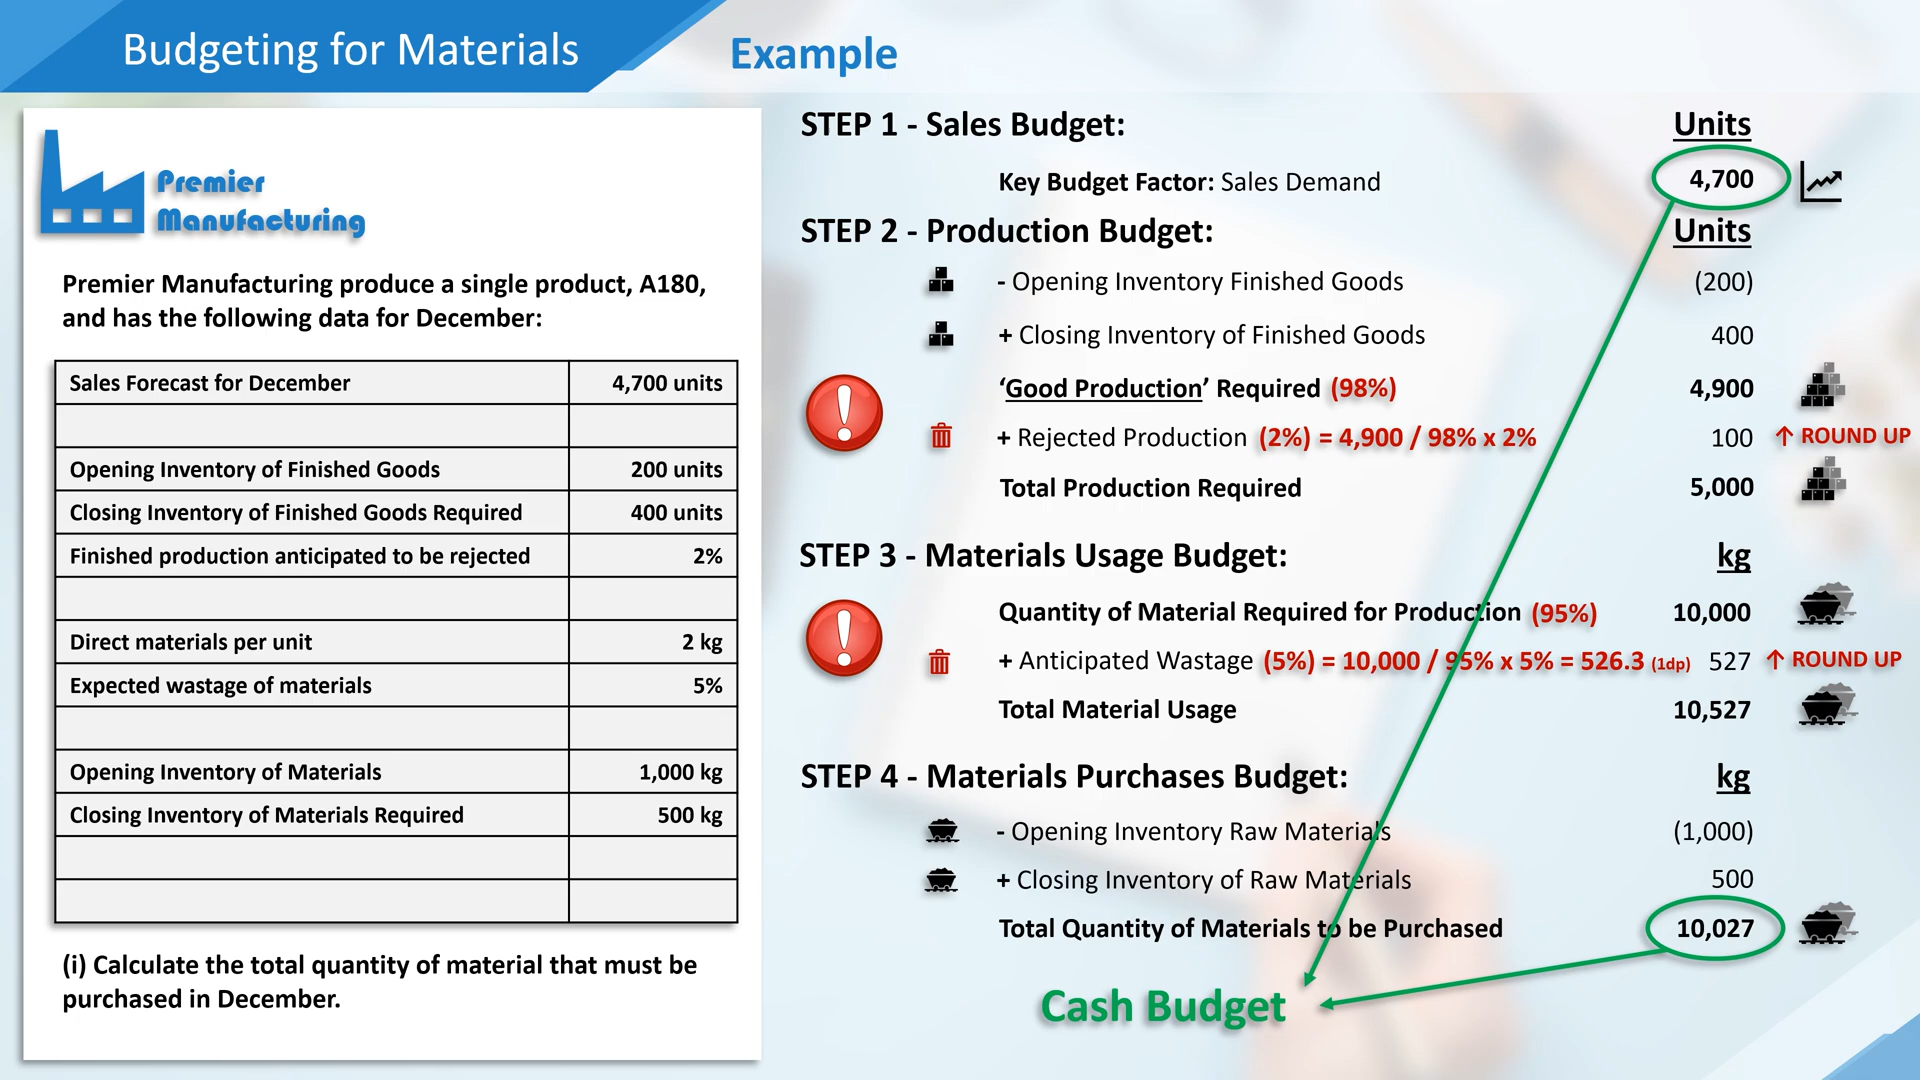 Budgeting for Materials
Example
Premier
Manufacturing
Premier Manufacturing produce a single product, A180,
and has the following data for December:
Sales Forecast for December 4,700 units
Opening Inventory of Finished Goods 200 units
Closing Inventory of Finished Goods Required 400 units
Finished production anticipated to be rejected 2%
Direct materials per unit 2 kg
Expected wastage of materials 5%
Opening Inventory of Materials 1,000 kg
Closing Inventory of Materials Required 500 kg
(i) Calculate the total quantity of material that must be
purchased in December.
STEP 1 - Sales Budget: Units
Key Budget Factor: Sales Demand 4,700
STEP 2 - Production Budget: Units
- Opening Inventory Finished Goods (200)
+ Closing Inventory of Finished Goods 400
‘Good Production’ Required (98%) 4,900
+ Rejected Production (2%) = 4,900 / 98% x 2% 100 ↑ ROUND UP
Total Production Required 5,000
STEP 3 - Materials Usage Budget: kg
Quantity of Material Required for Production (95%) 10,000
+ Anticipated Wastage (5%) = 10,000 / 95% x 5% = 526.3 (1dp) 527 ↑ ROUND UP
Total Material Usage 10,527
STEP 4 - Materials Purchases Budget: kg
- Opening Inventory Raw Materials (1,000)
+ Closing Inventory of Raw Materials 500
Total Quantity of Materials to be Purchased 10,027
Cash Budget